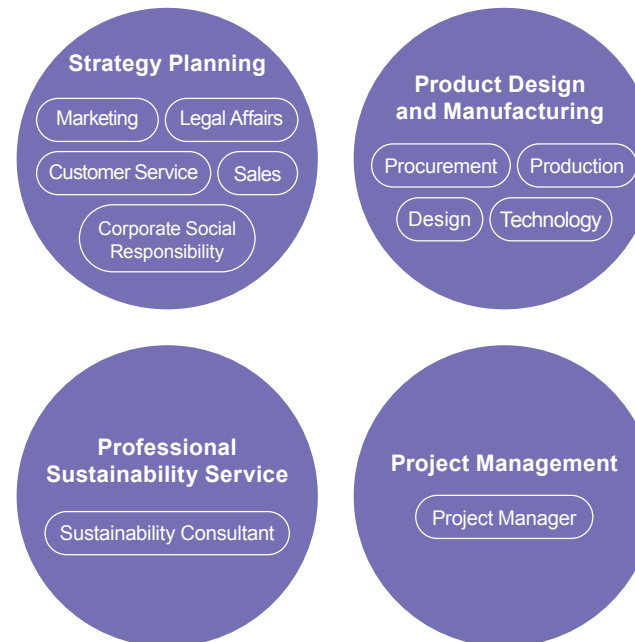 Strategy Planning
Marketing
Legal Affairs
Customer Service
Sales
Corporate Social
Responsibility
Product Design
and Manufacturing
Procurement
Production
Design
Technology
Professional
Sustainability Service
Sustainability Consultant
Project Management
Project Manager